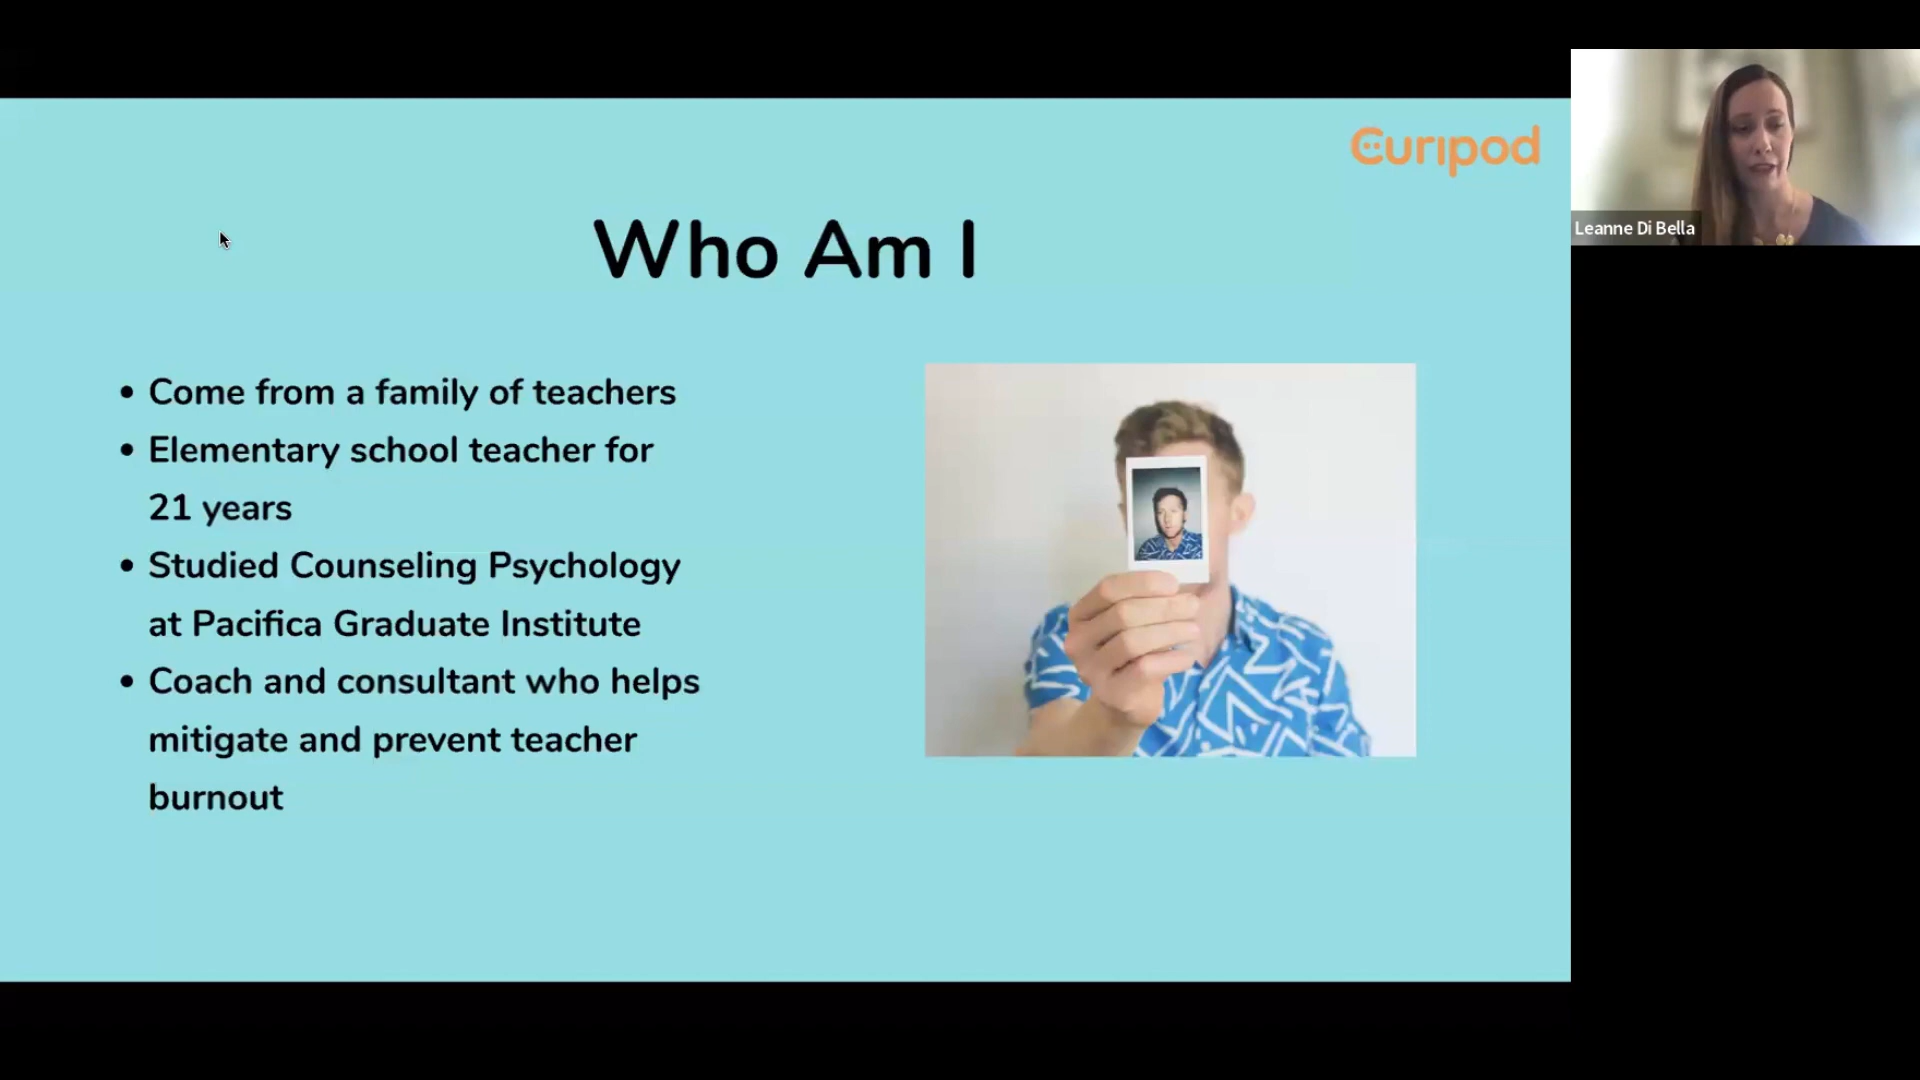 Curipod
Leanne Di Bella
Who Am I
• Come from a family of teachers
• Elementary school teacher for
21 years
• Studied Counseling Psychology
at Pacifica Graduate Institute
• Coach and consultant who helps
mitigate and prevent teacher
burnout